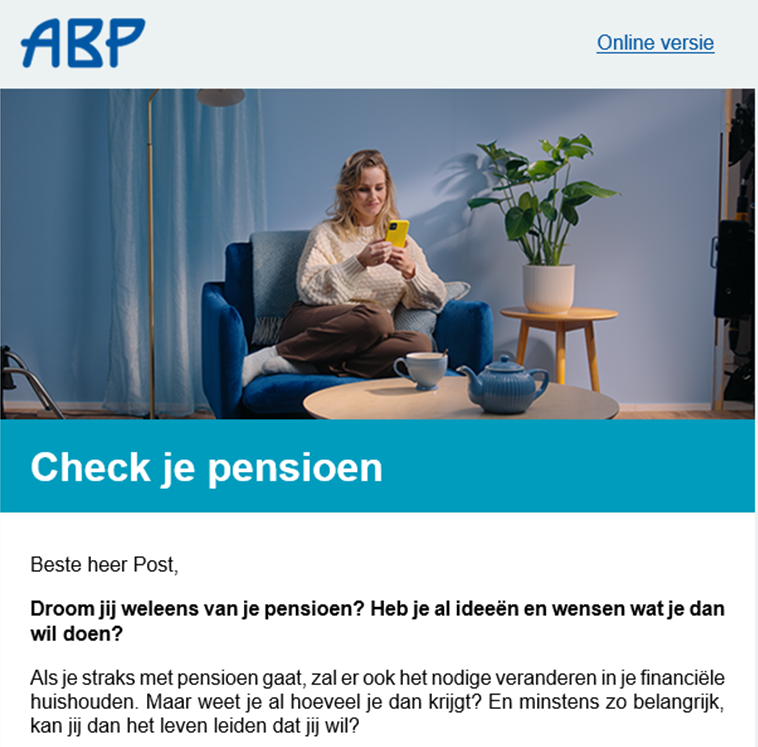 ABP
Online versie
Check je pensioen
Beste heer Post,
Droom jij weleens van je pensioen? Heb je al ideeën en wensen wat je dan
wil doen?
Als je straks met pensioen gaat, zal er ook het nodige veranderen in je financiële
huishouden. Maar weet je al hoeveel je dan krijgt? En minstens zo belangrijk,
kan jij dan het leven leiden dat jij wil?